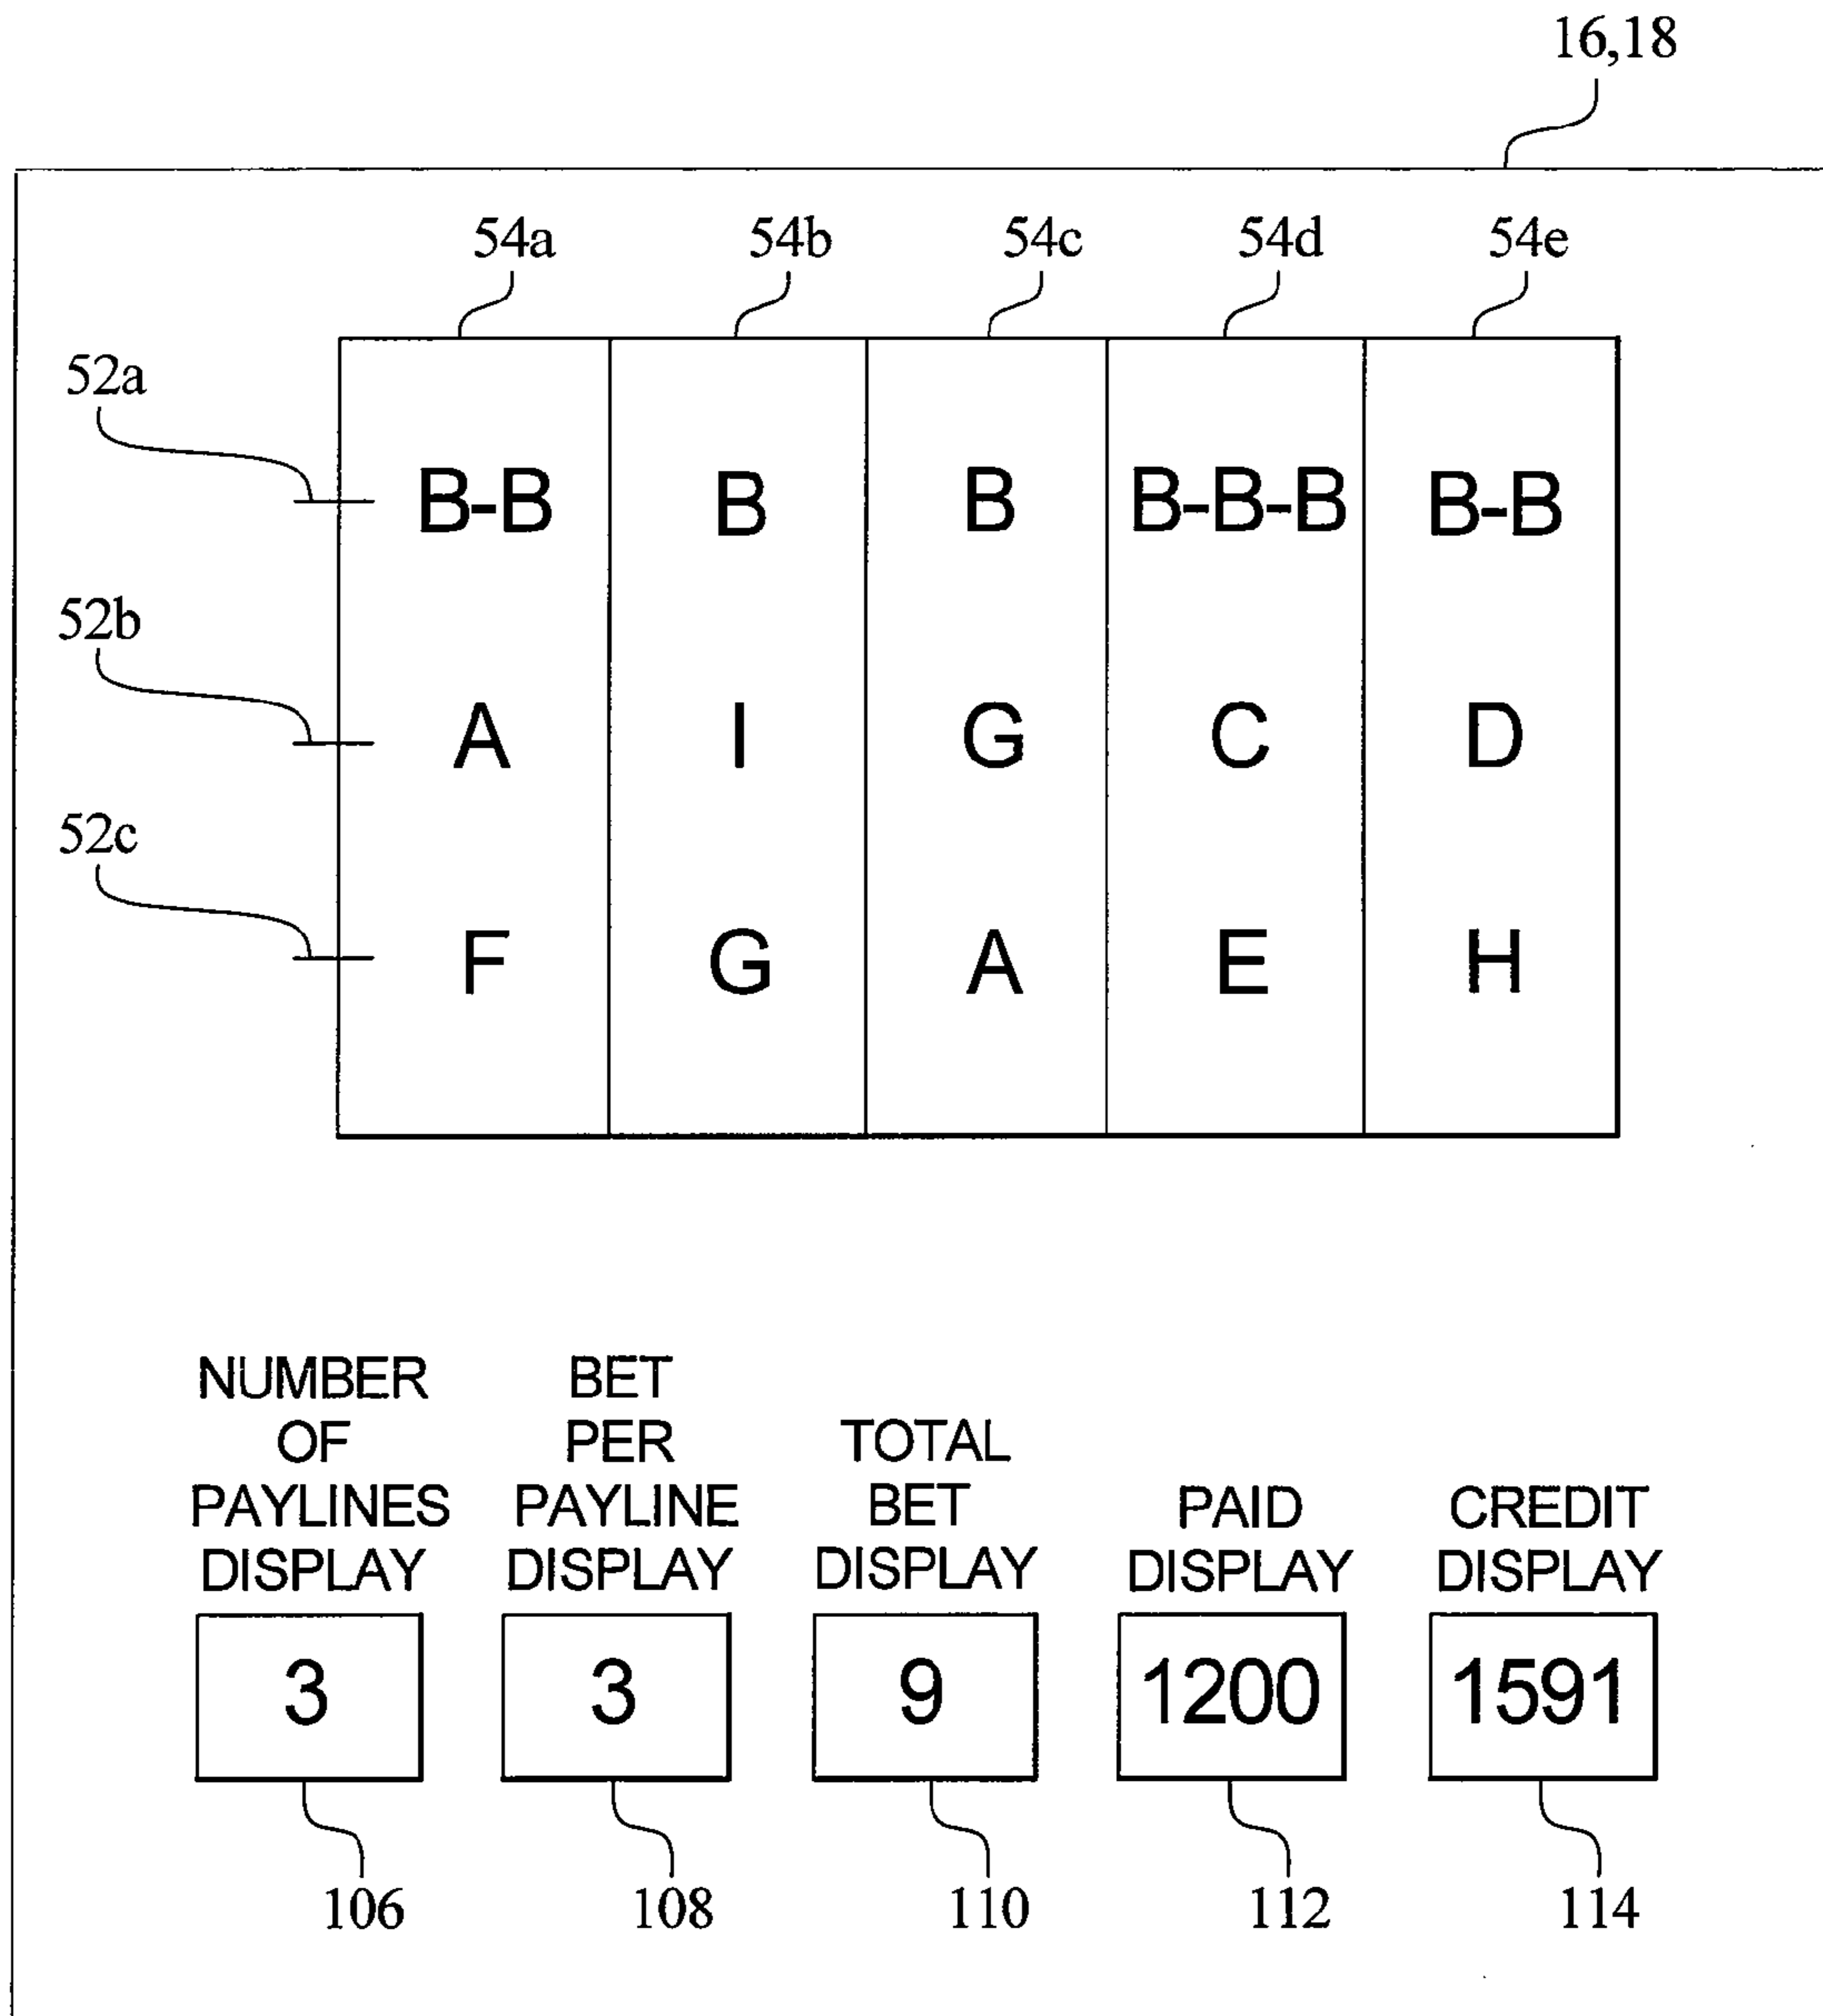 16,18
54a 54b 54c 54d 54e
52a
B-B B B B-B-B B-B
52b
A I G C D
52c
F G A E H
NUMBER OF PAYLINES DISPLAY
BET PER PAYLINE DISPLAY
TOTAL BET DISPLAY
PAID DISPLAY
CREDIT DISPLAY
3 3 9 1200 1591
106 108 110 112 114